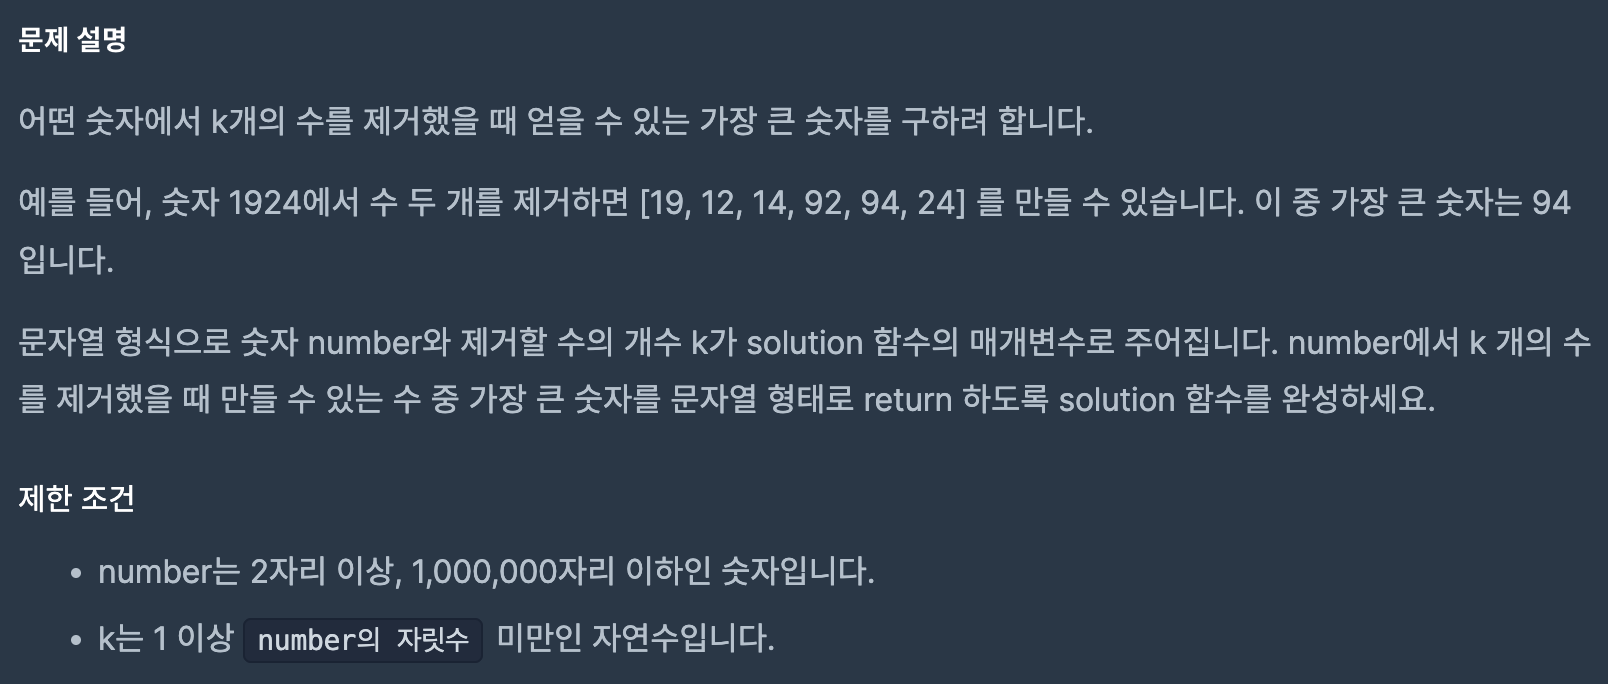 문제 설명
어떤 숫자에서 k개의 수를 제거했을 때 얻을 수 있는 가장 큰 숫자를 구하려 합니다.
예를 들어, 숫자 1924에서 수 두 개를 제거하면 [19, 12, 14, 92, 94, 24] 를 만들 수 있습니다. 이 중 가장 큰 숫자는 94
입니다.
문자열 형식으로 숫자 number와 제거할 수의 개수 k가 solution 함수의 매개변수로 주어집니다. number에서 k 개의 수
를 제거했을 때 만들 수 있는 수 중 가장 큰 숫자를 문자열 형태로 return 하도록 solution 함수를 완성하세요.
제한 조건
• number는 2자리 이상, 1,000,000자리 이하인 숫자입니다.
• k는 1 이상 number의 자릿수 미만인 자연수입니다.